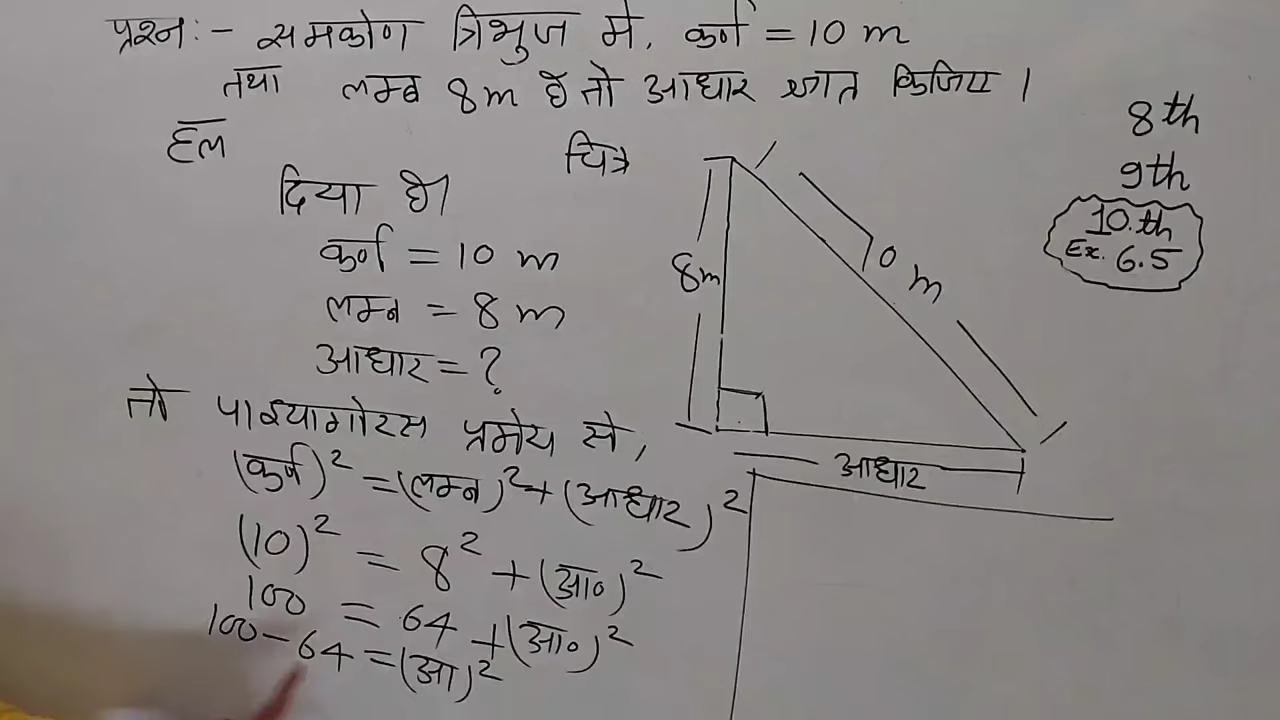 प्रश्न :- समकोण त्रिभुज में, कर्ण = 10 m
तथा लम्ब 8m है तो आधार ज्ञात किजिए ।
हल
दिया है।
कर्ण = 10 m
लम्ब = 8 m
आधार = ?
तो पाइथागोरस प्रमेय से,
(कर्ण)² = (लम्ब)² + (आधार)²
(10)² = 8² + (आ०)²
100 = 64 + (आ०)²
100 - 64 = (आ)²
चित्र
8m
10 m
आधार
8th
9th
10.th
Ex. 6.5